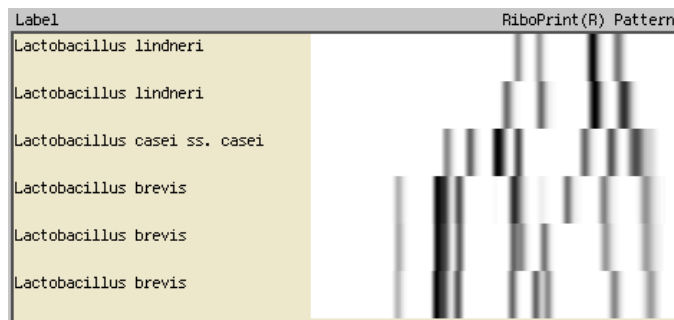 Label RiboPrint(R) Pattern
Lactobacillus lindneri
Lactobacillus lindneri
Lactobacillus casei ss. casei
Lactobacillus brevis
Lactobacillus brevis
Lactobacillus brevis